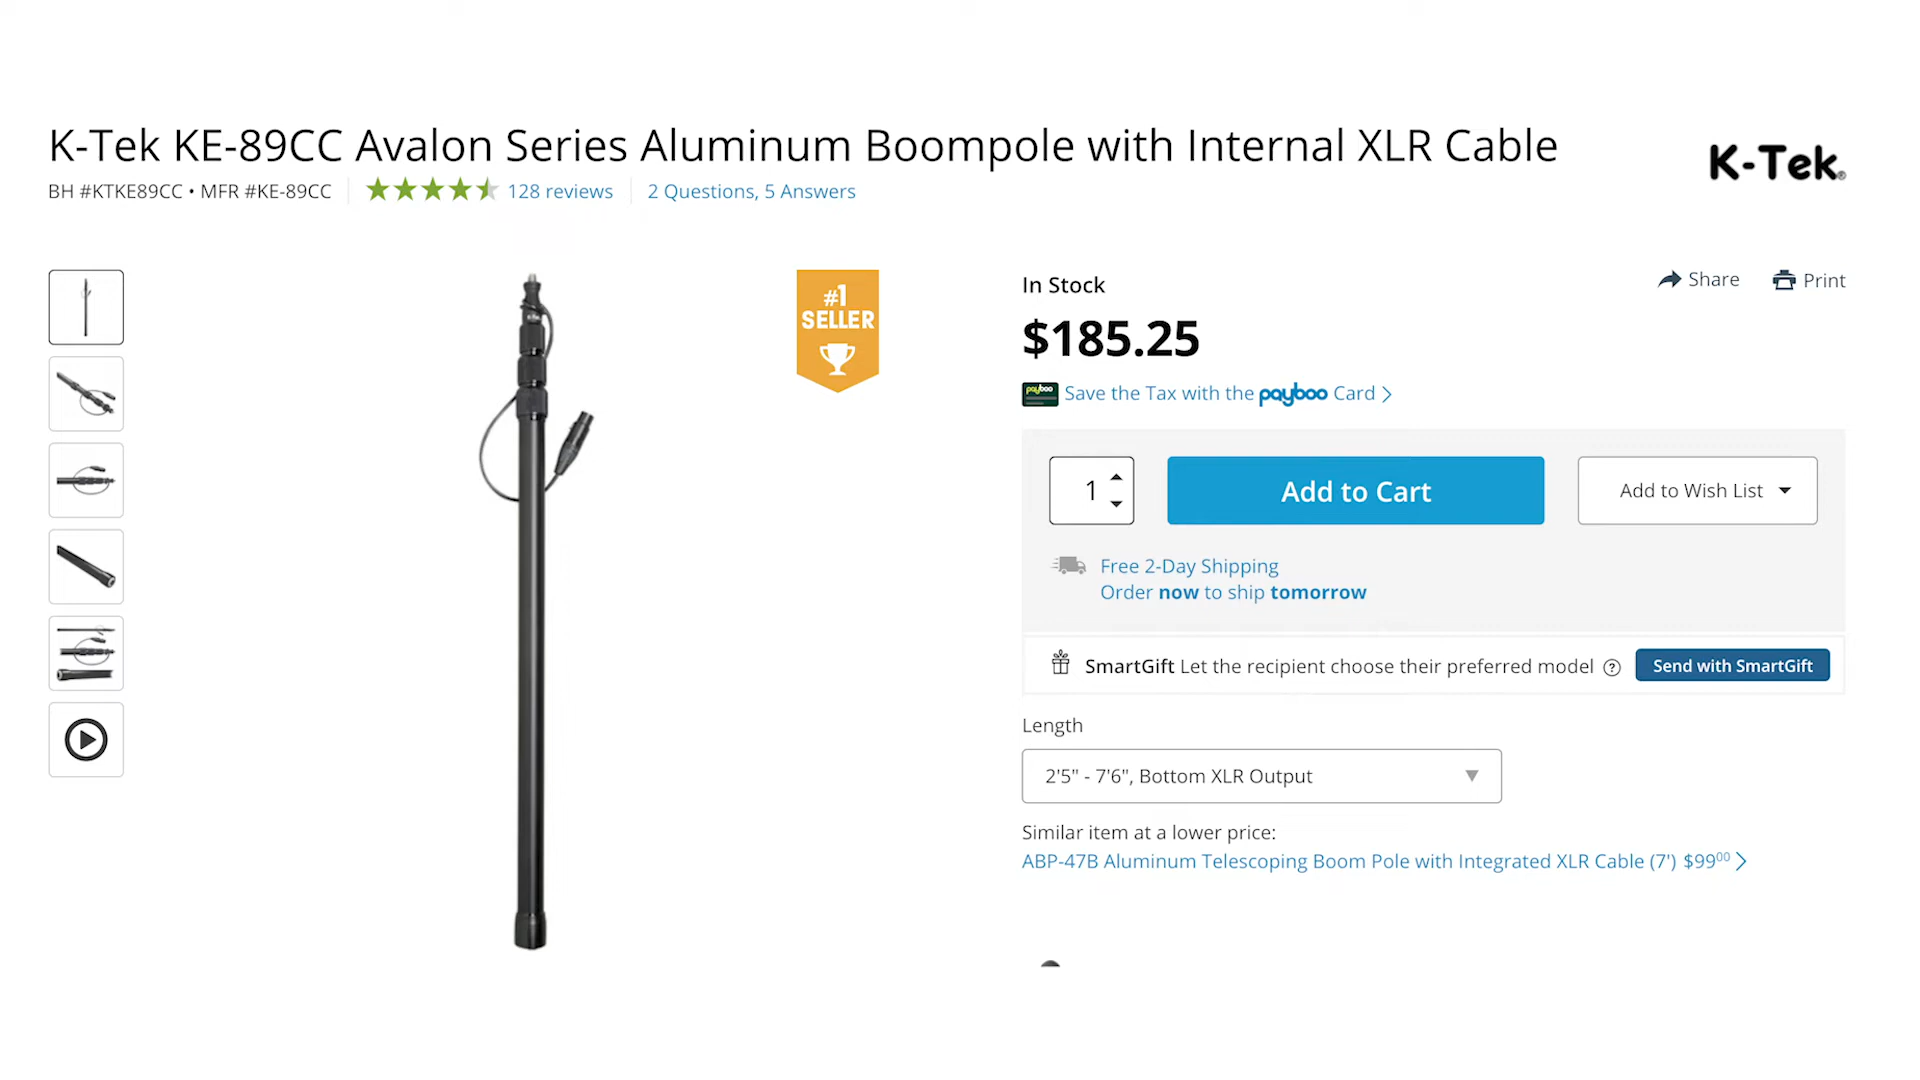 K-Tek KE-89CC Avalon Series Aluminum Boompole with Internal XLR Cable
K-Tek®
BH #KTKE89CC • MFR #KE-89CC
128 reviews
2 Questions, 5 Answers
#1
SELLER
K-Tek
In Stock
Share
Print
$185.25
payboo
Save the Tax with the payboo Card >
1
Add to Cart
Add to Wish List
Free 2-Day Shipping
Order now to ship tomorrow
SmartGift Let the recipient choose their preferred model ?
Send with SmartGift
Length
2'5" - 7'6", Bottom XLR Output
Similar item at a lower price:
ABP-47B Aluminum Telescoping Boom Pole with Integrated XLR Cable (7') $99⁰⁰ >